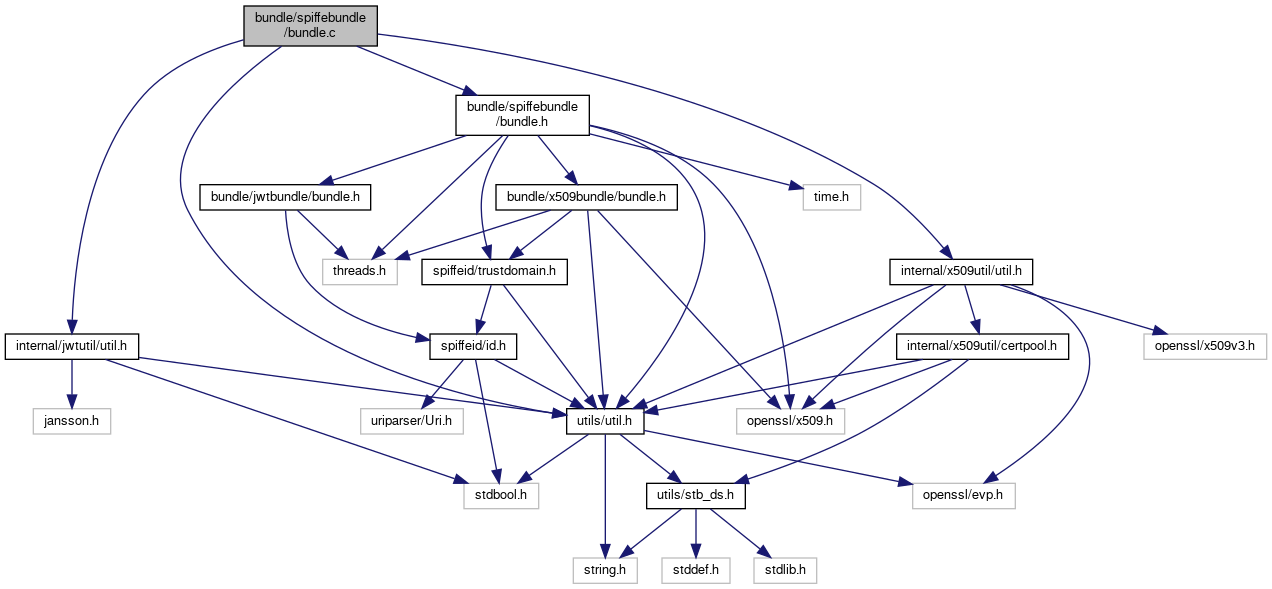 bundle/spiffebundle
/bundle.c
bundle/spiffebundle
/bundle.h
bundle/jwtbundle/bundle.h
bundle/x509bundle/bundle.h
time.h
threads.h
spiffeid/trustdomain.h
internal/x509util/util.h
internal/jwtutil/util.h
spiffeid/id.h
internal/x509util/certpool.h
openssl/x509v3.h
jansson.h
uriparser/Uri.h
utils/util.h
openssl/x509.h
stdbool.h
utils/stb_ds.h
openssl/evp.h
string.h
stddef.h
stdlib.h